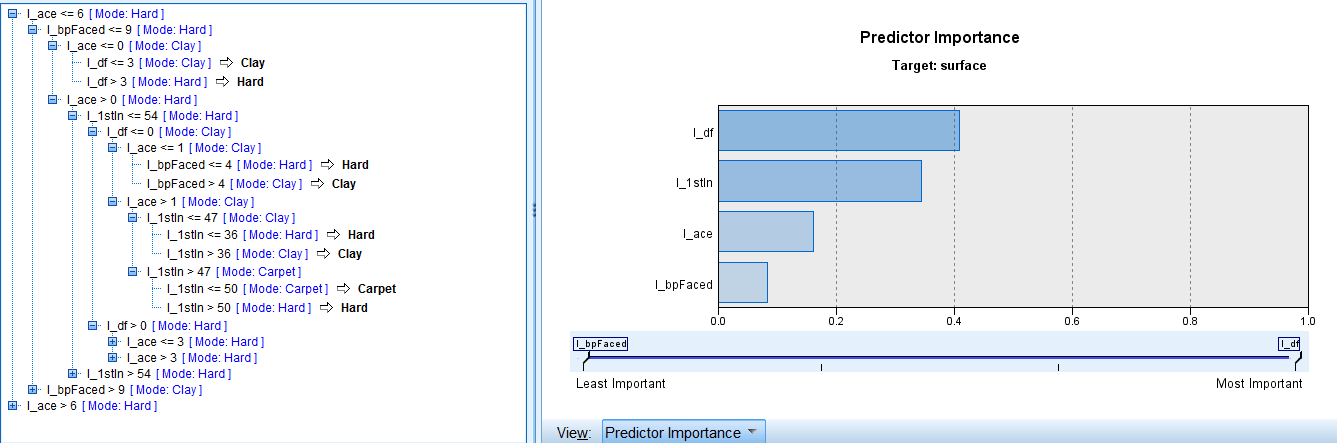 l_ace <= 6 [ Mode: Hard ]
l_bpFaced <= 9 [ Mode: Hard ]
l_ace <= 0 [ Mode: Clay ]
l_df <= 3 [ Mode: Clay ] ⇨ Clay
l_df > 3 [ Mode: Hard ] ⇨ Hard
l_ace > 0 [ Mode: Hard ]
l_1stIn <= 54 [ Mode: Hard ]
l_df <= 0 [ Mode: Clay ]
l_ace <= 1 [ Mode: Clay ]
l_bpFaced <= 4 [ Mode: Hard ] ⇨ Hard
l_bpFaced > 4 [ Mode: Clay ] ⇨ Clay
l_ace > 1 [ Mode: Clay ]
l_1stIn <= 47 [ Mode: Clay ]
l_1stIn <= 36 [ Mode: Hard ] ⇨ Hard
l_1stIn > 36 [ Mode: Clay ] ⇨ Clay
l_1stIn > 47 [ Mode: Carpet ]
l_1stIn <= 50 [ Mode: Carpet ] ⇨ Carpet
l_1stIn > 50 [ Mode: Hard ] ⇨ Hard
l_df > 0 [ Mode: Hard ]
l_ace <= 3 [ Mode: Hard ]
l_ace > 3 [ Mode: Hard ]
l_1stIn > 54 [ Mode: Hard ]
l_bpFaced > 9 [ Mode: Clay ]
l_ace > 6 [ Mode: Hard ]
Predictor Importance
Target: surface
l_df
l_1stIn
l_ace
l_bpFaced
0.0 0.2 0.4 0.6 0.8 1.0
l_bpFaced l_df
Least Important Most Important
View: Predictor Importance